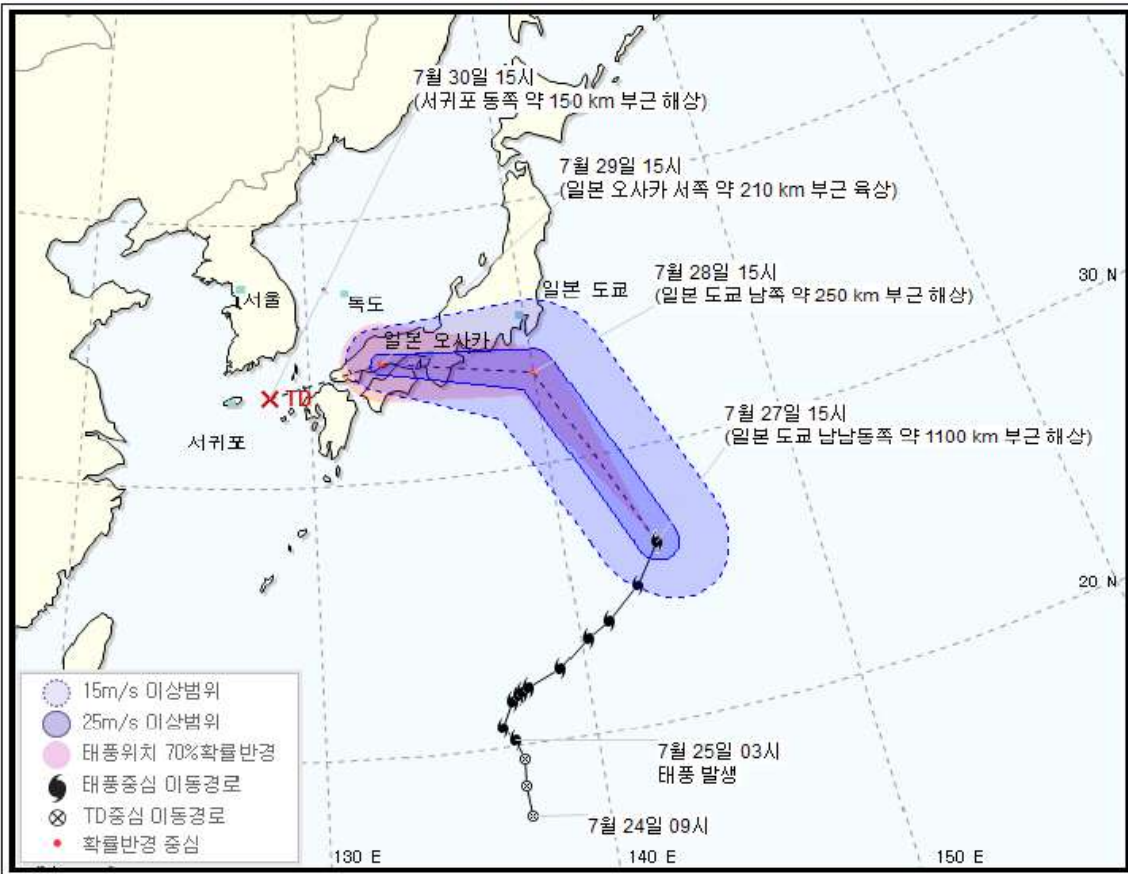 7월 30일 15시
(서귀포 동쪽 약 150 km 부근 해상)
7월 29일 15시
(일본 오사카 서쪽 약 210 km 부근 육상)
7월 28일 15시
(일본 도쿄 남쪽 약 250 km 부근 해상)
30 N
일본 도쿄
서울
독도
일본 오사카
TD
서귀포
7월 27일 15시
(일본 도쿄 남남동쪽 약 1100 km 부근 해상)
20 N
7월 25일 03시
태풍 발생
7월 24일 09시
15m/s 이상범위
25m/s 이상범위
태풍위치 70%확률반경
태풍중심 이동경로
TD중심 이동경로
확률반경 중심
130 E
140 E
150 E